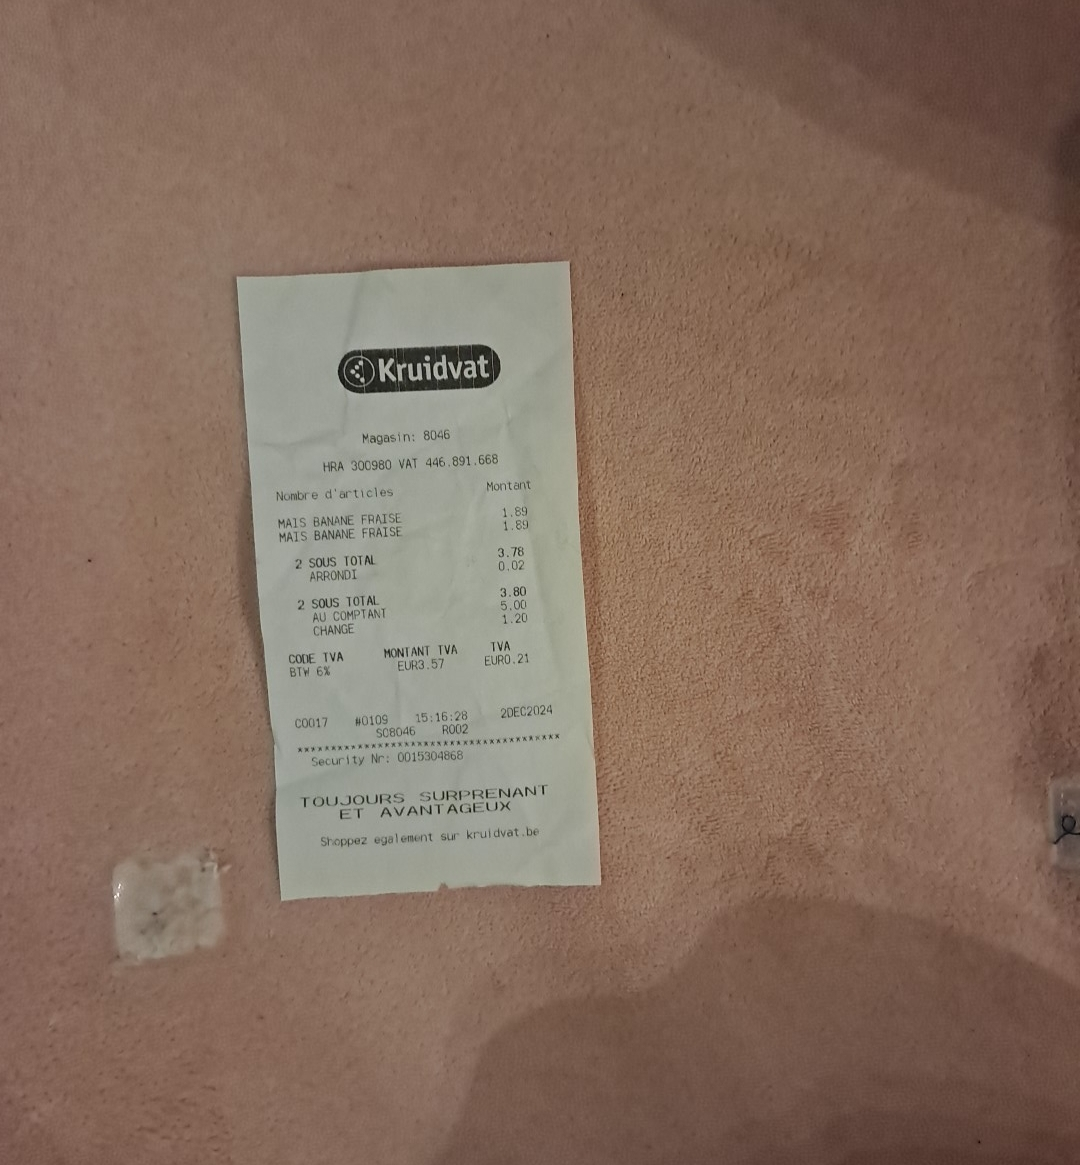 Kruidvat
Magasin: 8046
HRA 300980 VAT 446.891.668
Nombre d'articles Montant
MAIS BANANE FRAISE 1.89
MAIS BANANE FRAISE 1.89
2 SOUS TOTAL 3.78
ARRONDI 0.02
2 SOUS TOTAL 3.80
AU COMPTANT 5.00
CHANGE 1.20
CODE TVA MONTANT TVA TVA
BTW 6% EUR3.57 EUR0.21
C0017 #0109 15:16:28 2DEC2024
SC8046 R002
****************************************
Security Nr: 0015304868
TOUJOURS SURPRENANT
ET AVANTAGEUX
Shoppez egalement sur kruidvat.be